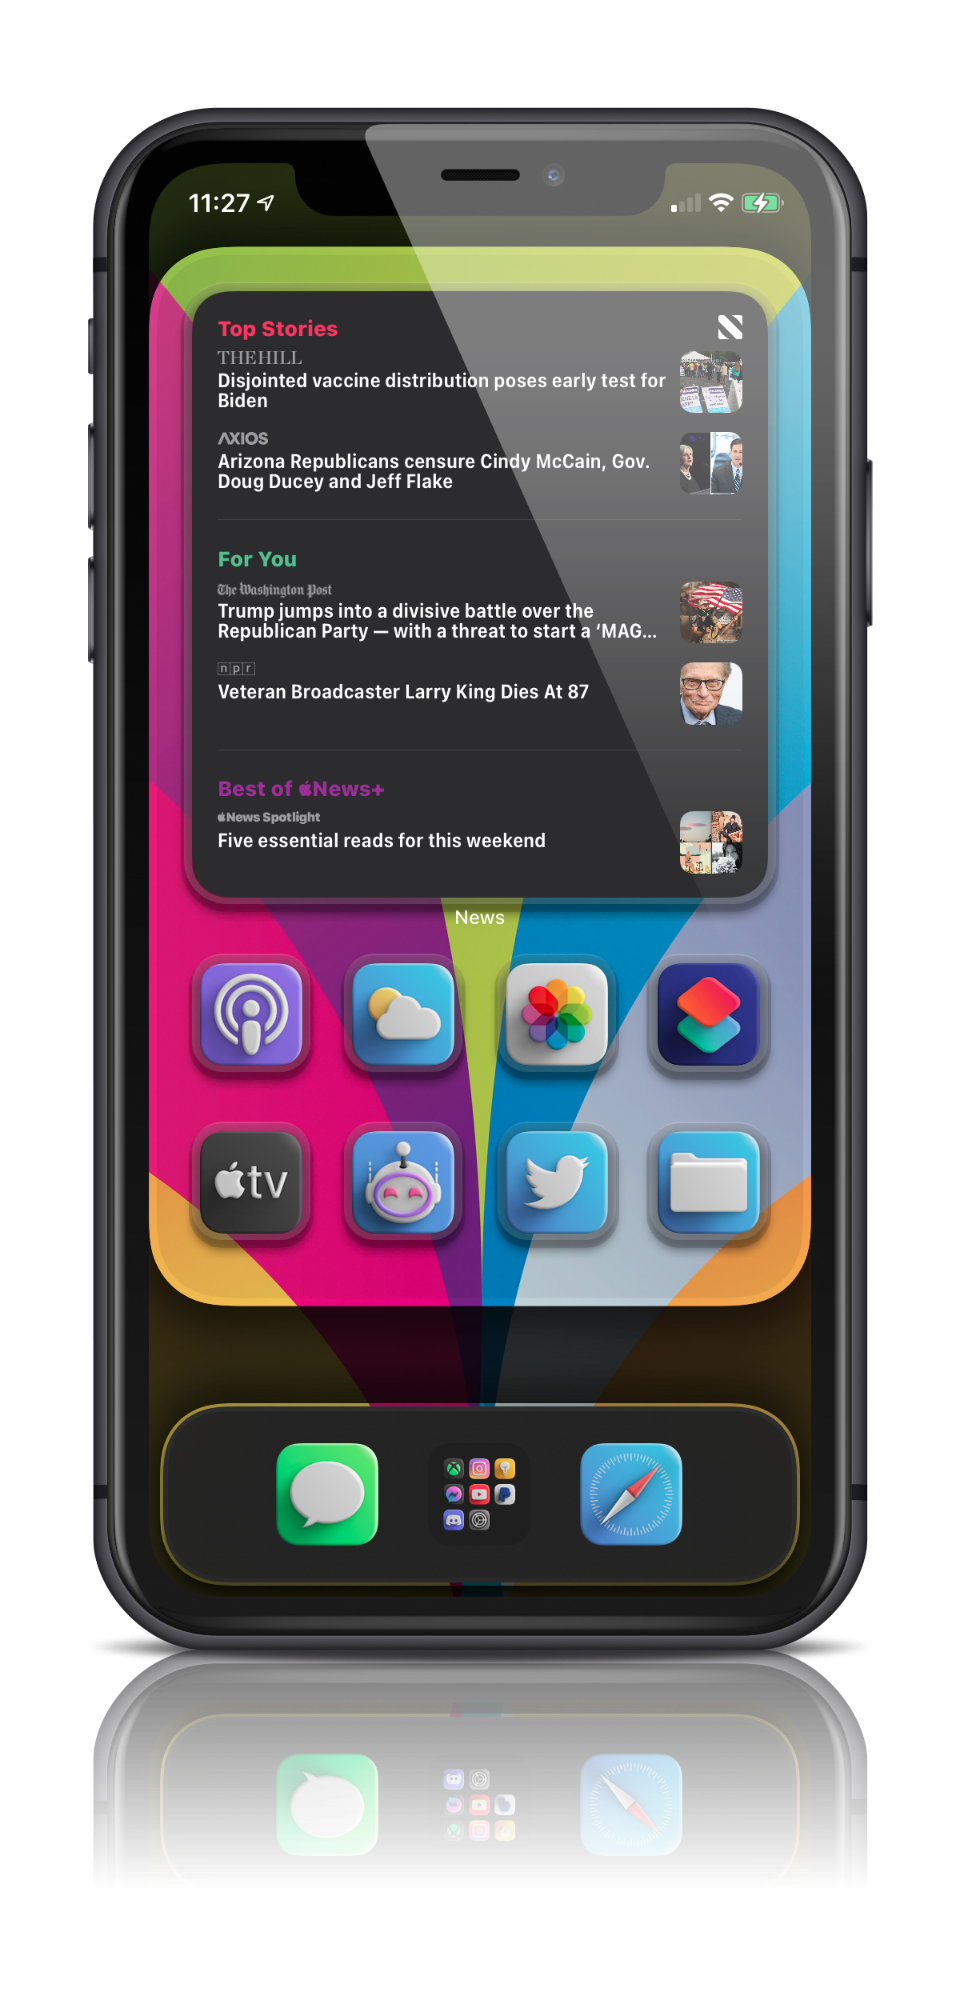 11:27
Top Stories
THE HILL
Disjointed vaccine distribution poses early test for
Biden
AXIOS
Arizona Republicans censure Cindy McCain, Gov.
Doug Ducey and Jeff Flake
For You
The Washington Post
Trump jumps into a divisive battle over the
Republican Party — with a threat to start a ‘MAG...
npr
Veteran Broadcaster Larry King Dies At 87
Best of News+
News Spotlight
Five essential reads for this weekend
News
tv